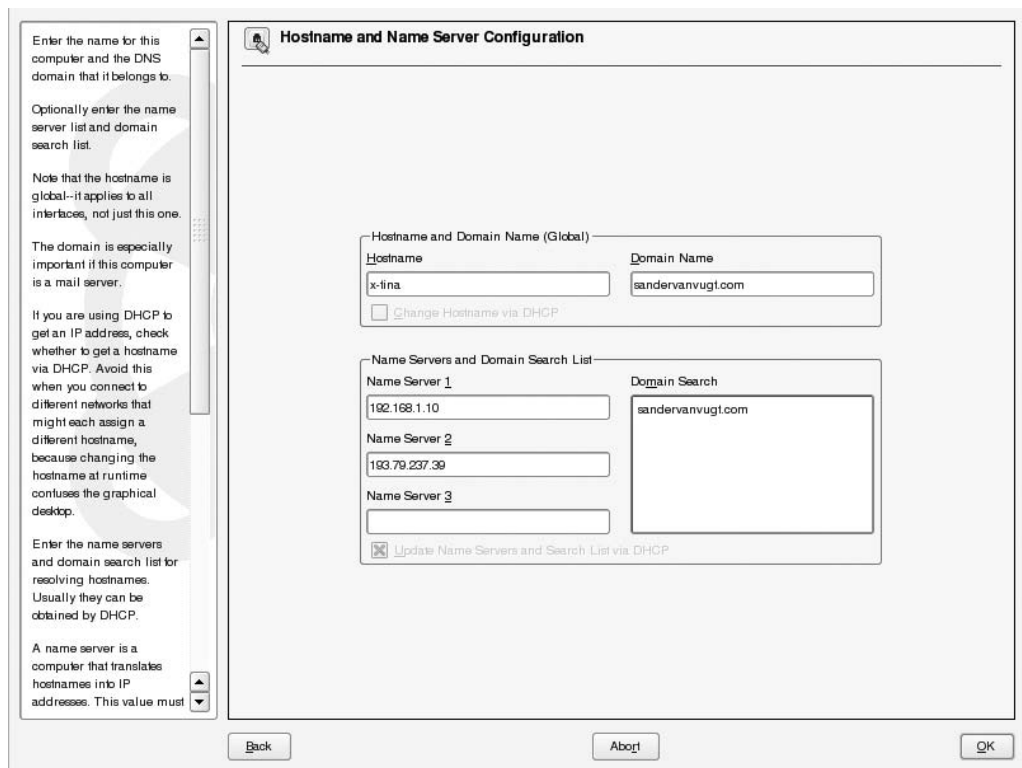 Enter the name for this
computer and the DNS
domain that it belongs to.
Optionally enter the name
server list and domain
search list.
Note that the hostname is
global--it applies to all
interfaces, not just this one.
The domain is especially
important if this computer
is a mail server.
If you are using DHCP to
get an IP address, check
whether to get a hostname
via DHCP. Avoid this
when you connect to
different networks that
might each assign a
different hostname,
because changing the
hostname at runtime
confuses the graphical
desktop.
Enter the name servers
and domain search list for
resolving hostnames.
Usually they can be
obtained by DHCP.
A name server is a
computer that translates
hostnames into IP
addresses. This value must
Hostname and Name Server Configuration
Hostname and Domain Name (Global)
Hostname
Domain Name
x-tina
sandervanvugt.com
Change Hostname via DHCP
Name Servers and Domain Search List
Name Server 1
Domain Search
192.168.1.10
sandervanvugt.com
Name Server 2
193.79.237.39
Name Server 3
Update Name Servers and Search List via DHCP
Back
Abort
OK